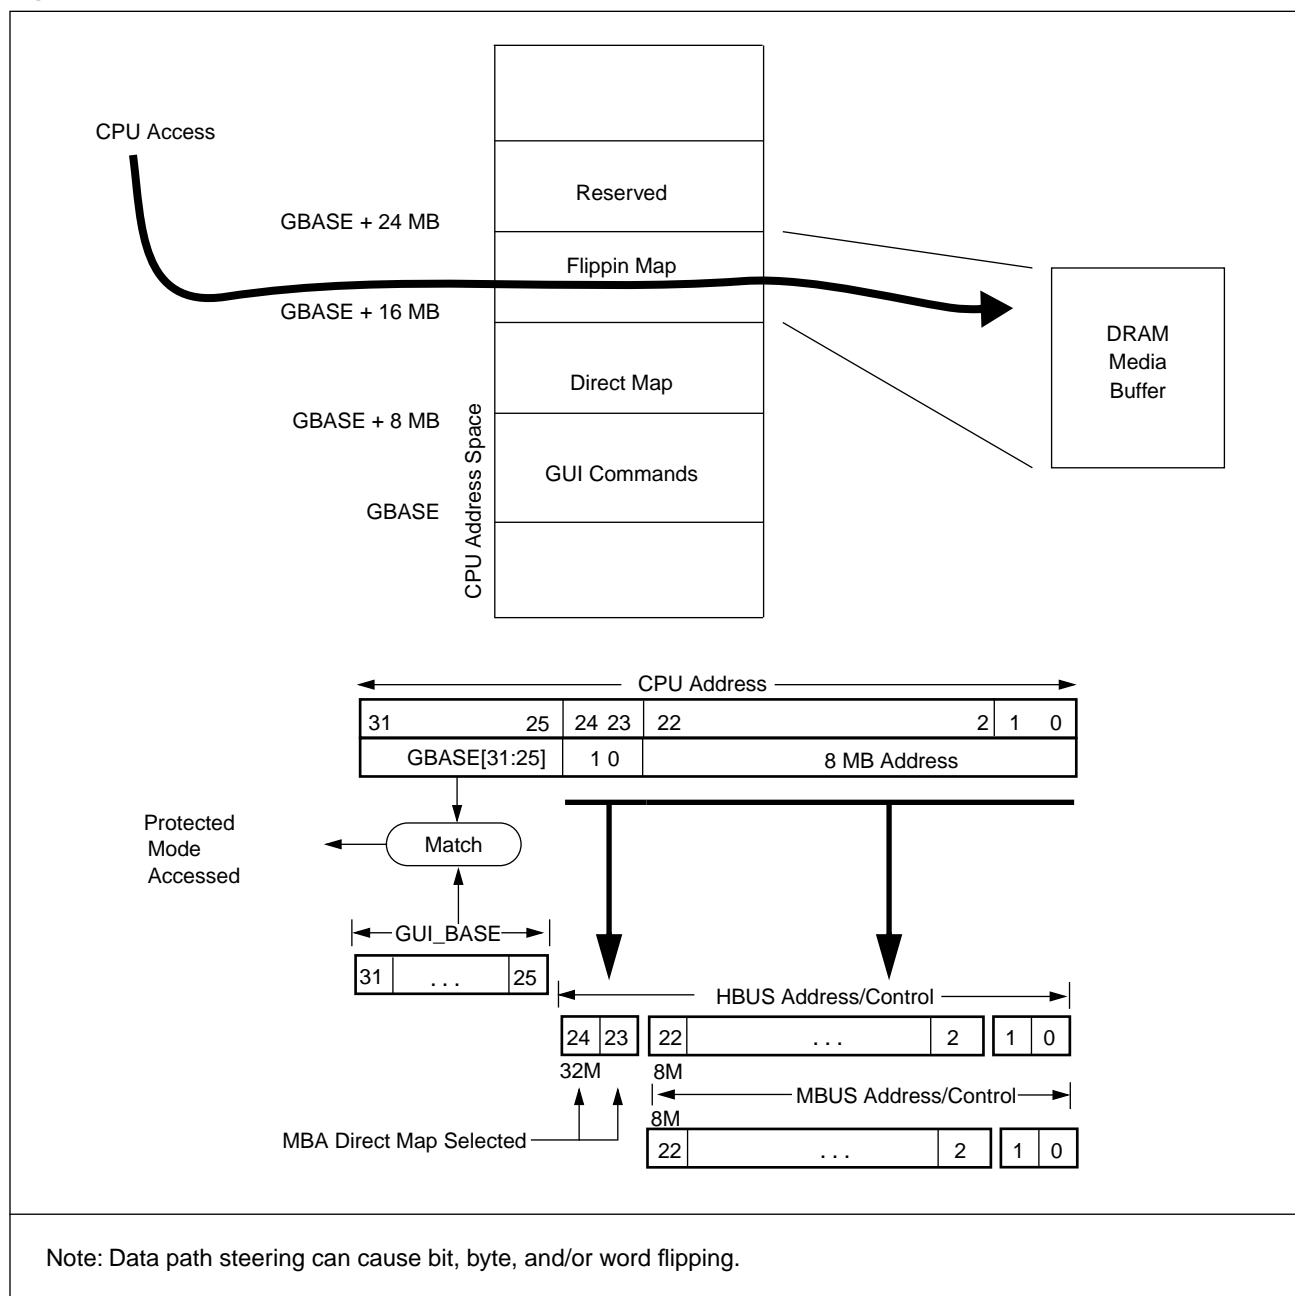 CPU Access
Reserved
GBASE + 24 MB
Flippin Map
GBASE + 16 MB
DRAM
Media
Buffer
Direct Map
GBASE + 8 MB
CPU Address Space
GUI Commands
GBASE
CPU Address
31 25 24 23 22 2 1 0
GBASE[31:25] 1 0 8 MB Address
Protected
Mode
Accessed
Match
GUI_BASE
31 . . . 25
HBUS Address/Control
24 23 22 . . . 2 1 0
32M 8M
MBUS Address/Control
8M
MBA Direct Map Selected
22 . . . 2 1 0
Note: Data path steering can cause bit, byte, and/or word flipping.